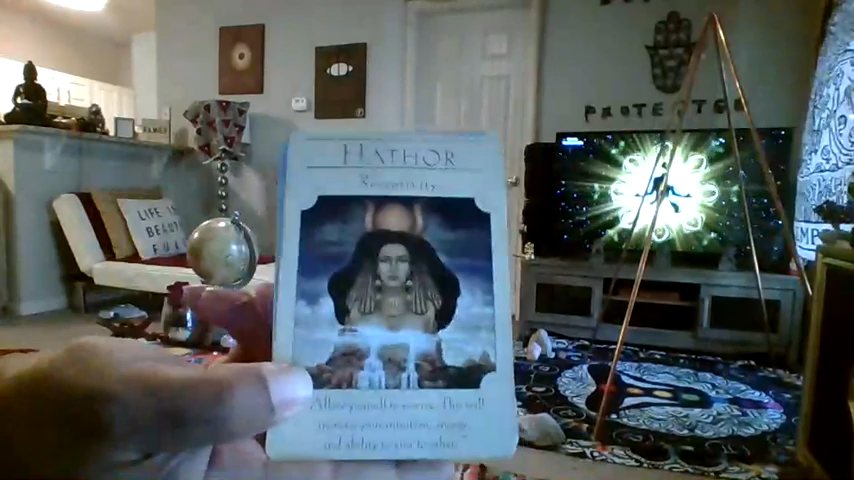 HATHOR
Receptivity
"Allow yourself to receive. This will
increase your intuition, energy,
and ability to give to others."
PROTECT
FAMILY
LIFE IS
BEAUTIFUL